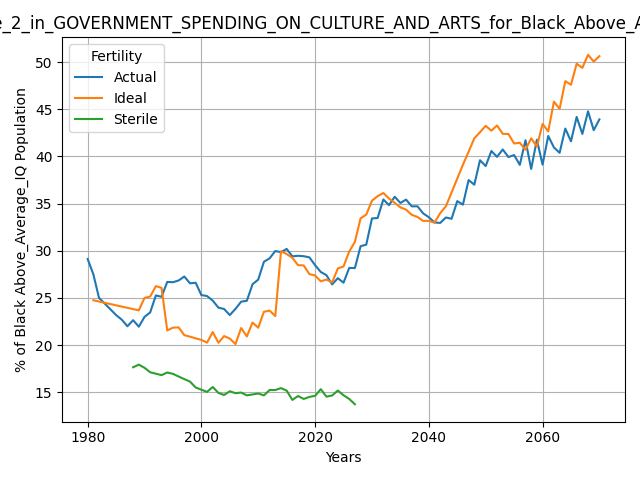 _2_in_GOVERNMENT_SPENDING_ON_CULTURE_AND_ARTS_for_Black_Above_A
Fertility
Actual
Ideal
Sterile
% of Black Above_Average_IQ Population
50
45
40
35
30
25
20
15
1980
2000
2020
2040
2060
Years